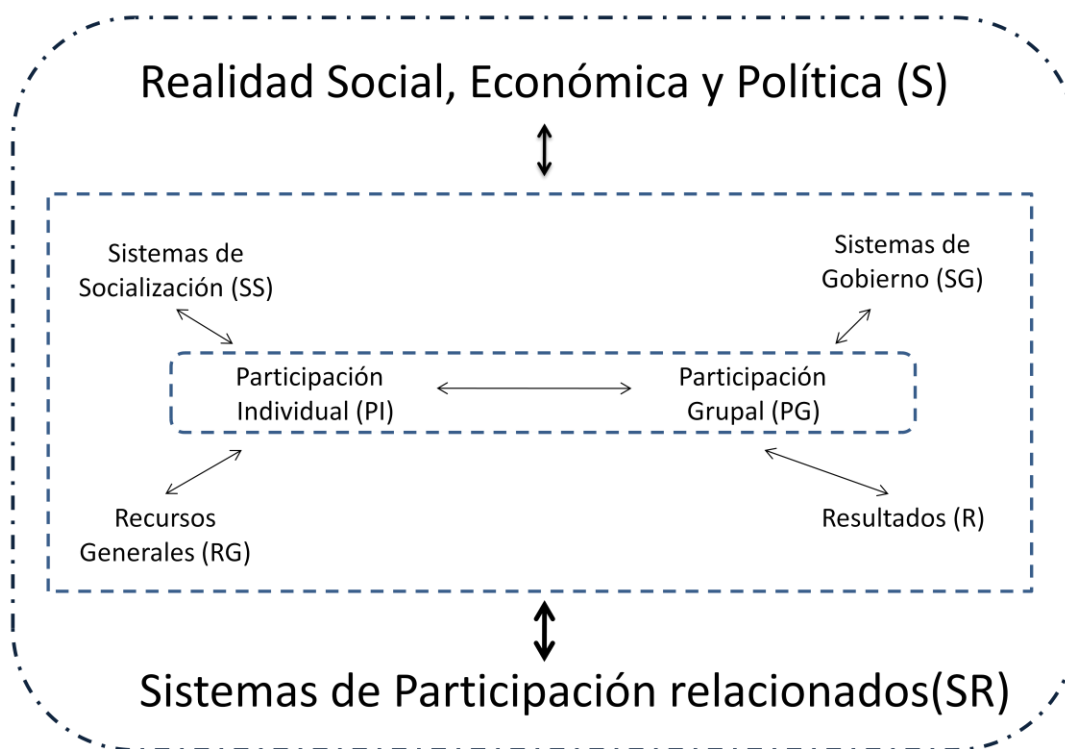 Realidad Social, Económica y Política (S)
Sistemas de
Socialización (SS)
Sistemas de
Gobierno (SG)
Participación
Individual (PI)
Participación
Grupal (PG)
Recursos
Generales (RG)
Resultados (R)
Sistemas de Participación relacionados(SR)